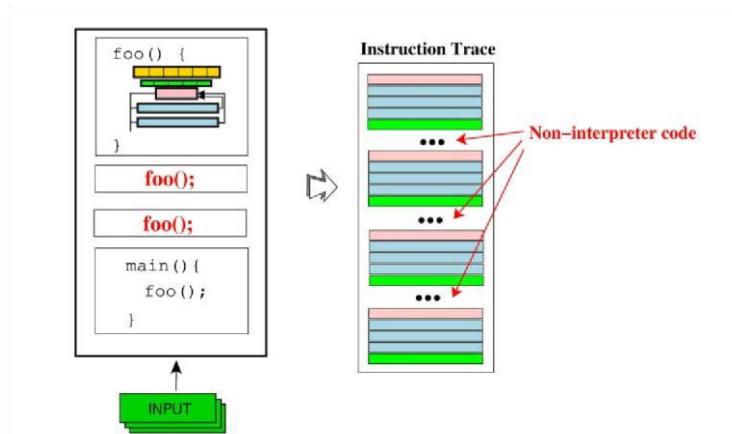 foo() {
}
foo();
foo();
main(){
foo();
}
INPUT
Instruction Trace
Non-interpreter code